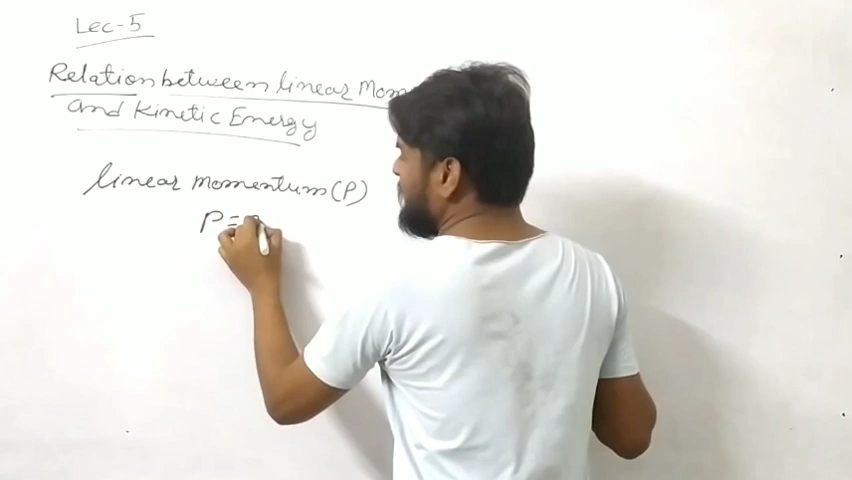 Lec-5
Relation between linear Mom
and Kinetic Energy
linear momentum (P)
P =